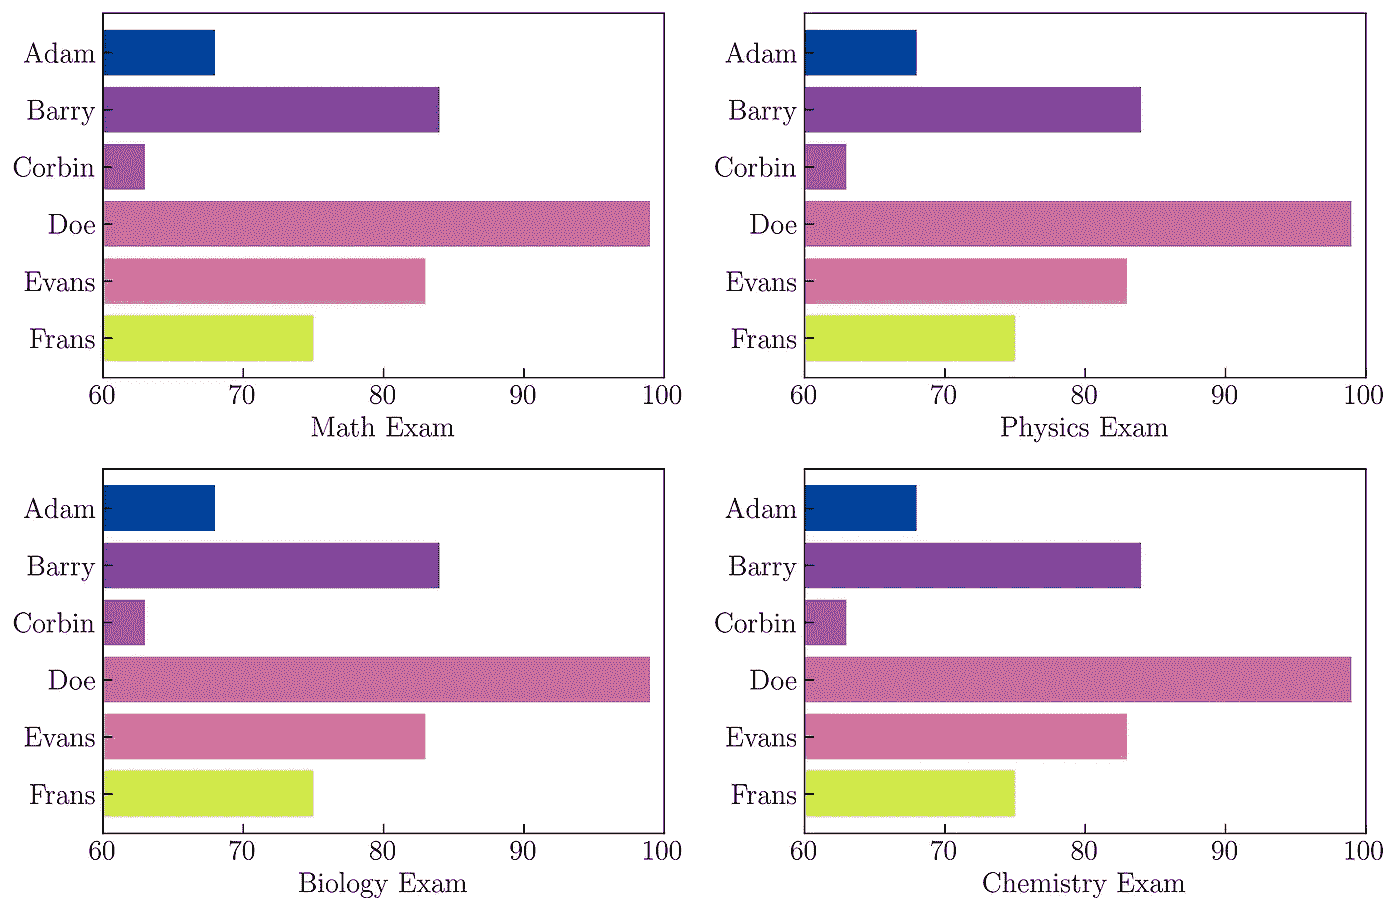 Adam
Barry
Corbin
Doe
Evans
Frans
60 70 80 90 100
Math Exam
Adam
Barry
Corbin
Doe
Evans
Frans
60 70 80 90 100
Physics Exam
Adam
Barry
Corbin
Doe
Evans
Frans
60 70 80 90 100
Biology Exam
Adam
Barry
Corbin
Doe
Evans
Frans
60 70 80 90 100
Chemistry Exam